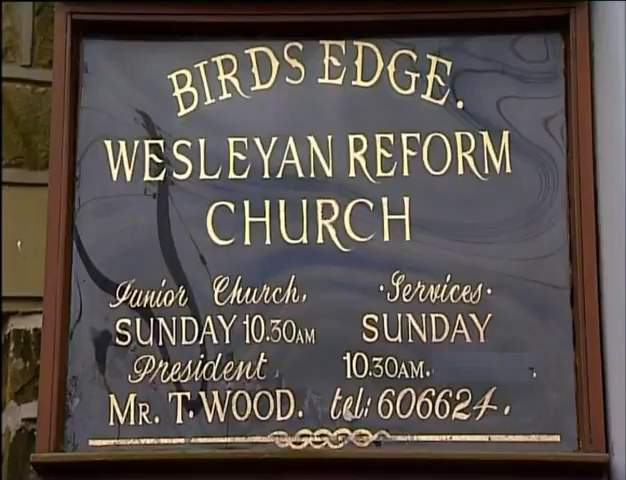 BIRDS EDGE.
WESLEYAN REFORM
CHURCH
Junior Church. ·Services·
SUNDAY 10.30AM SUNDAY
President 10.30AM.
MR. T. WOOD. tel: 606624.